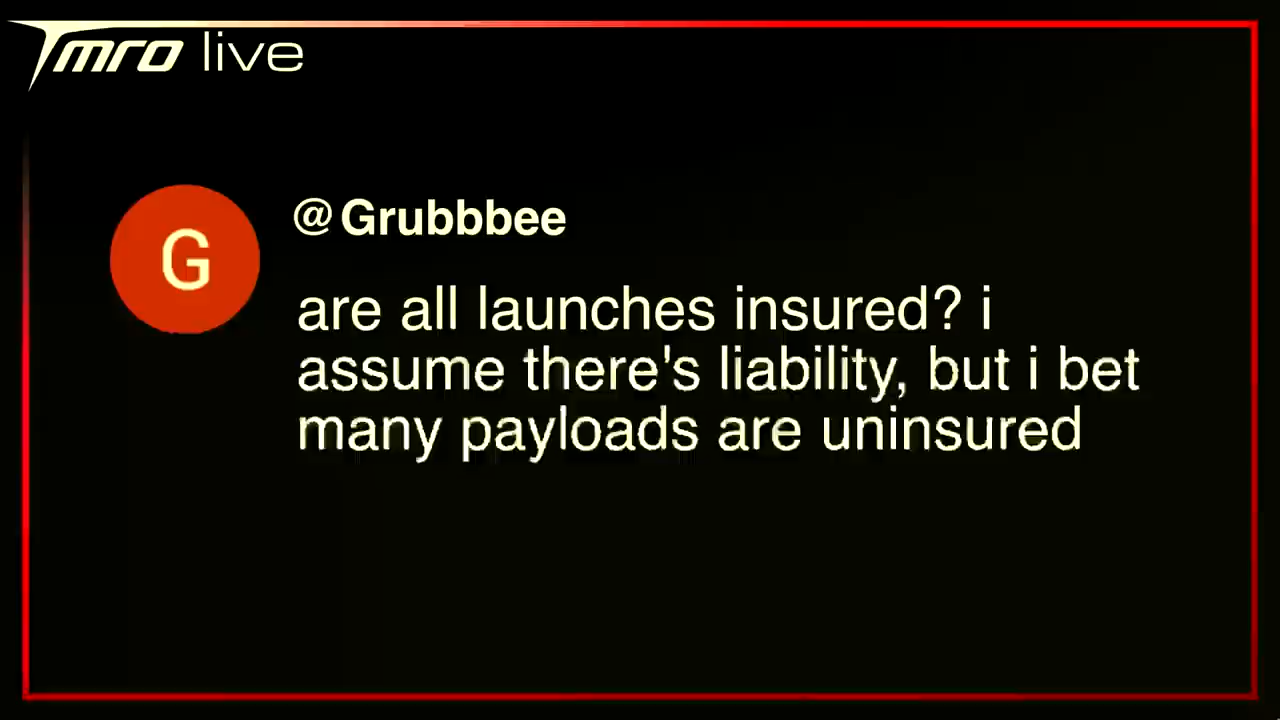 Tmro live
G
@Grubbbee
are all launches insured? i
assume there's liability, but i bet
many payloads are uninsured